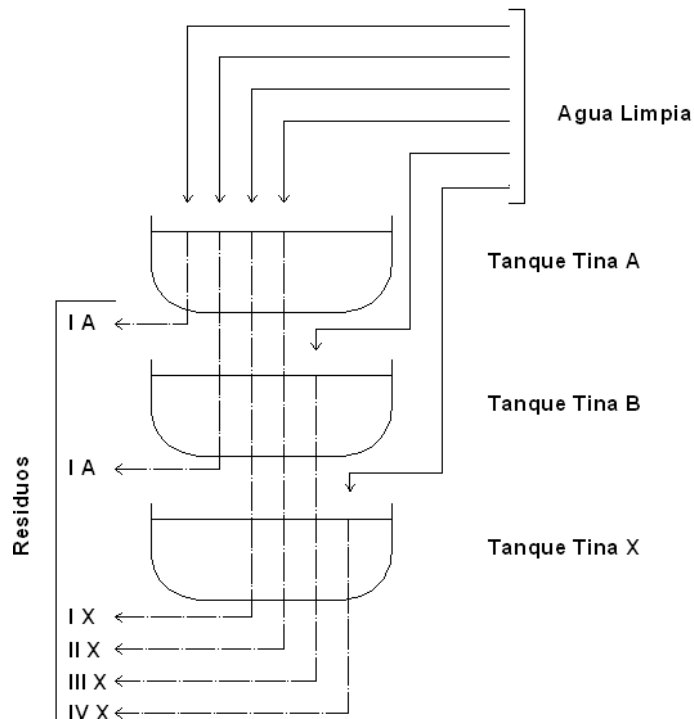 Agua Limpia
Tanque Tina A
I A
Tanque Tina B
I A
Residuos
Tanque Tina X
I X
II X
III X
IV X